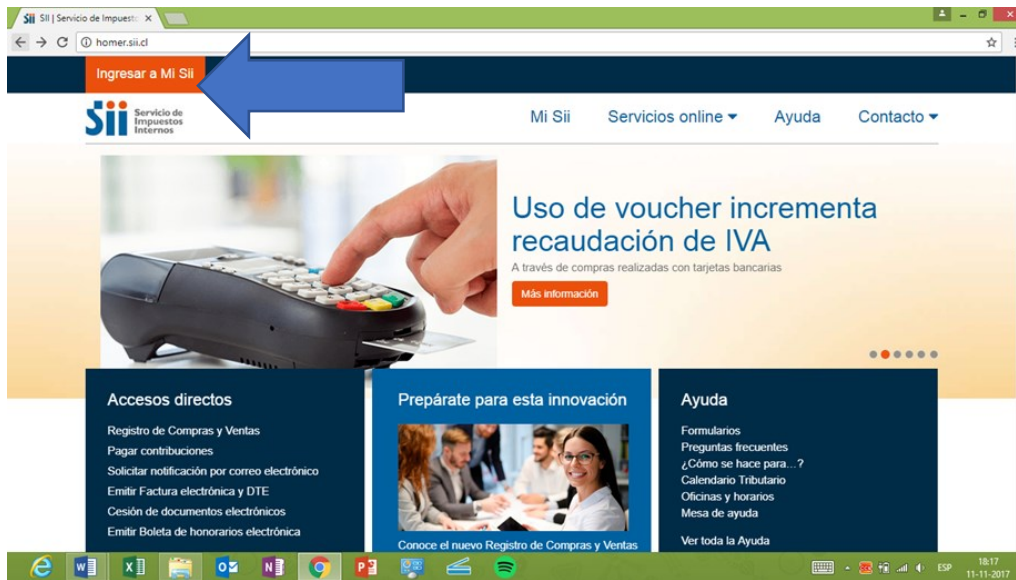 Sii SII | Servicio de Impuesto
homer.sii.cl
Ingresar a Mi Sii
Sii Servicio de
Impuestos
Internos
Mi Sii Servicios online Ayuda Contacto
Uso de voucher incrementa
recaudación de IVA
A través de compras realizadas con tarjetas bancarias
Más información
Accesos directos
Registro de Compras y Ventas
Pagar contribuciones
Solicitar notificación por correo electrónico
Emitir Factura electrónica y DTE
Cesión de documentos electrónicos
Emitir Boleta de honorarios electrónica
Prepárate para esta innovación
Conoce el nuevo Registro de Compras y Ventas
Ayuda
Formularios
Preguntas frecuentes
¿Cómo se hace para...?
Calendario Tributario
Oficinas y horarios
Mesa de ayuda
Ver toda la Ayuda
ESP
18:17
11-11-2017